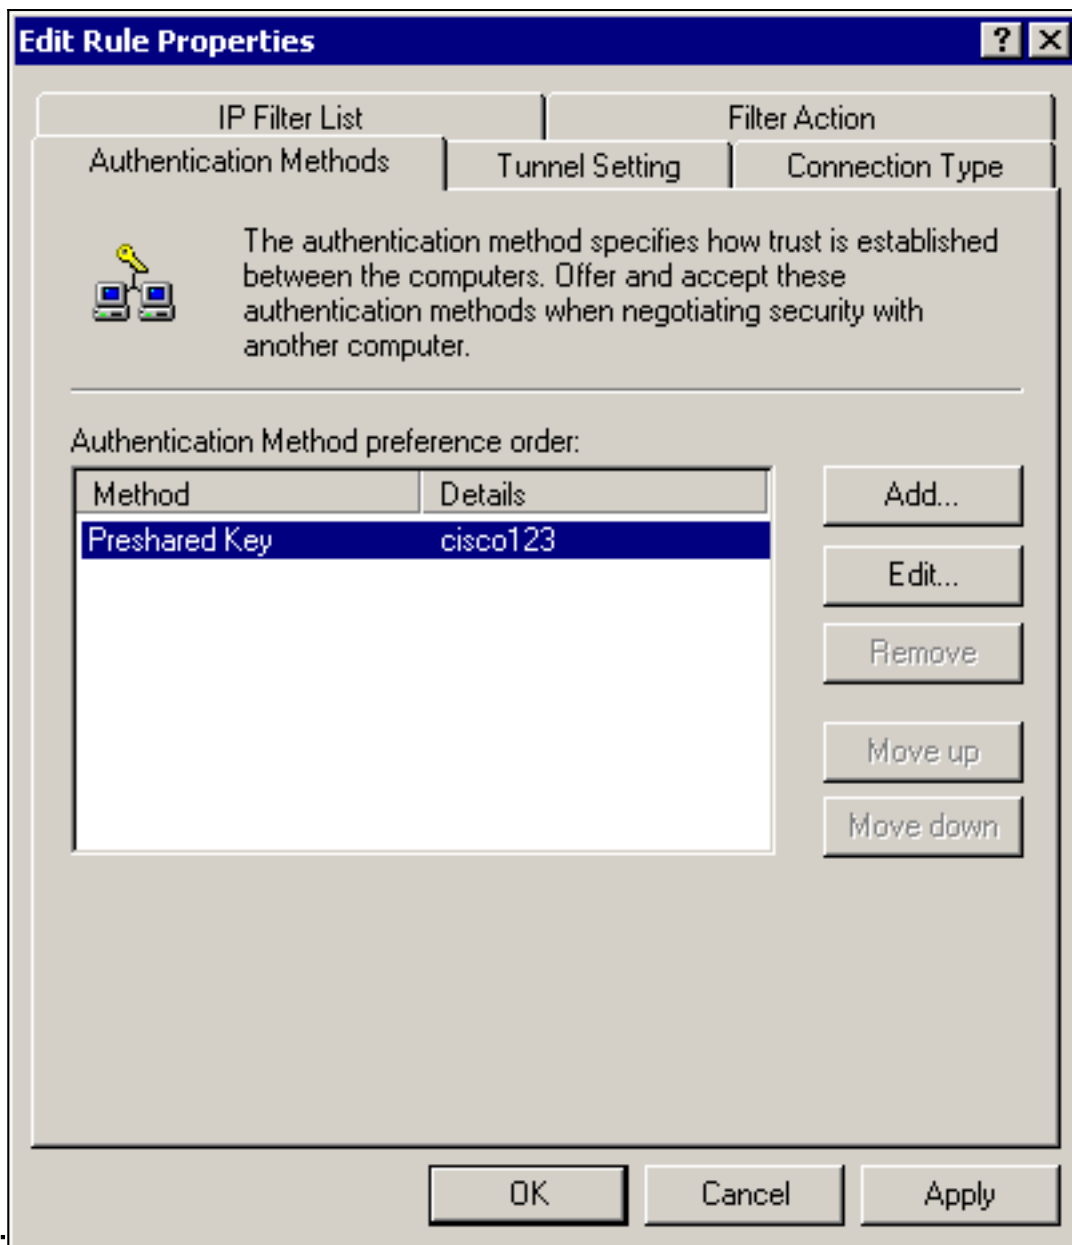 Edit Rule Properties
IP Filter List
Filter Action
Authentication Methods
Tunnel Setting
Connection Type
The authentication method specifies how trust is established
between the computers. Offer and accept these
authentication methods when negotiating security with
another computer.
Authentication Method preference order:
Method Details
Preshared Key cisco123
Add...
Edit...
Remove
Move up
Move down
OK
Cancel
Apply